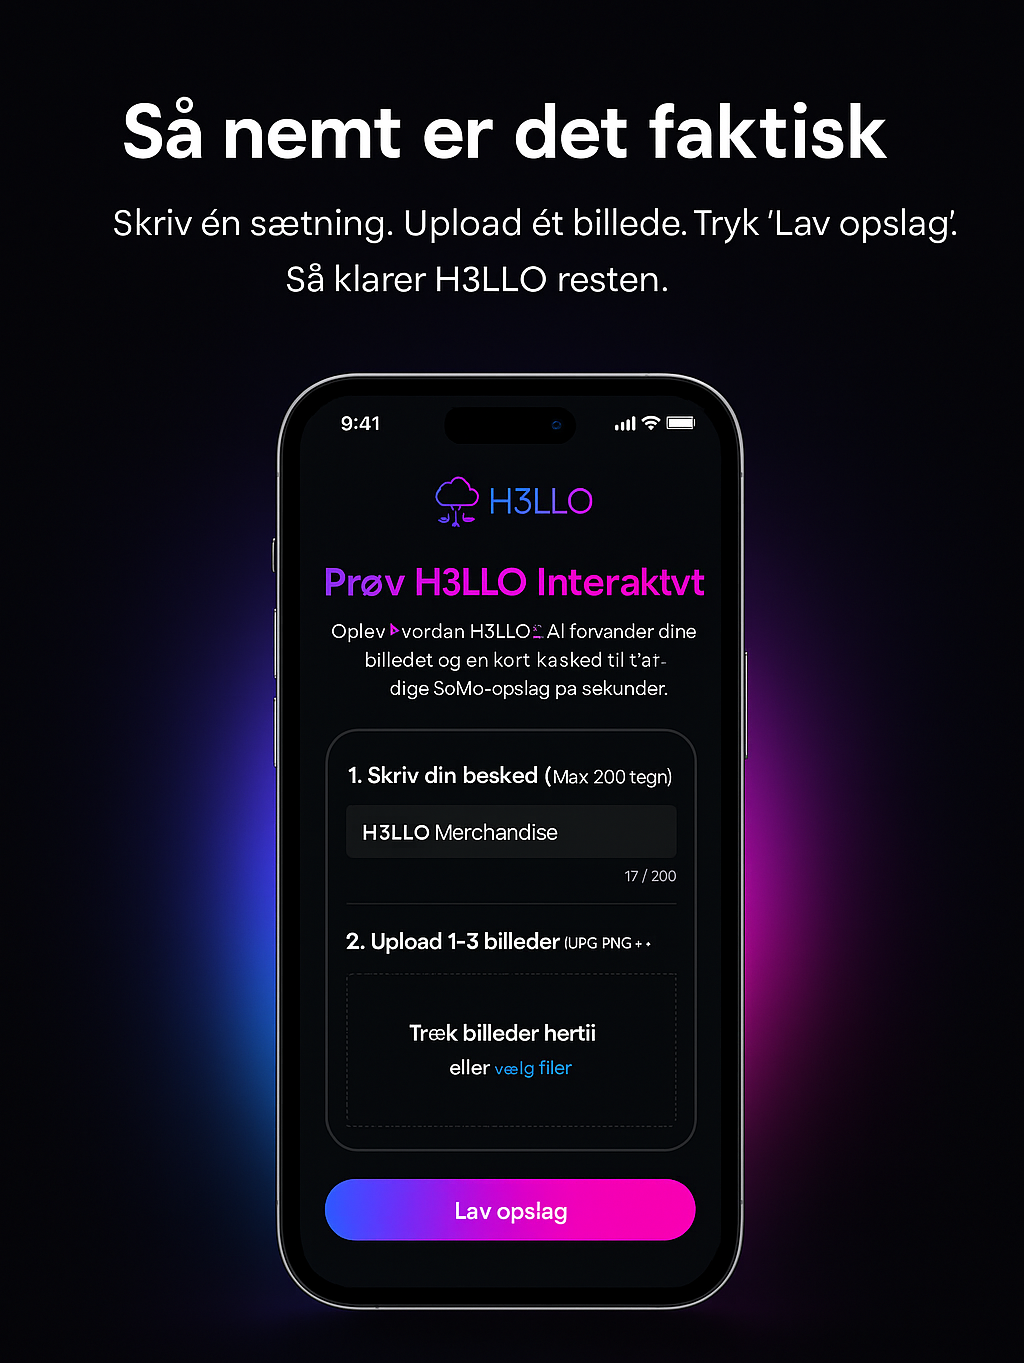 Så nemt er det faktisk
Skriv én sætning. Upload ét billede. Tryk ’Lav opslag’.
Så klarer H3LLO resten.
9:41
H3LLO
Prøv H3LLO Interaktvt
Oplev vordan H3LLO AI forvander dine
billedet og en kort kasked til t’at-
dige SoMo-opslag pa sekunder.
1. Skriv din besked (Max 200 tegn)
H3LLO Merchandise
17 / 200
2. Upload 1-3 billeder (UPG PNG + +
Træk billeder hertii
eller vælg filer
Lav opslag